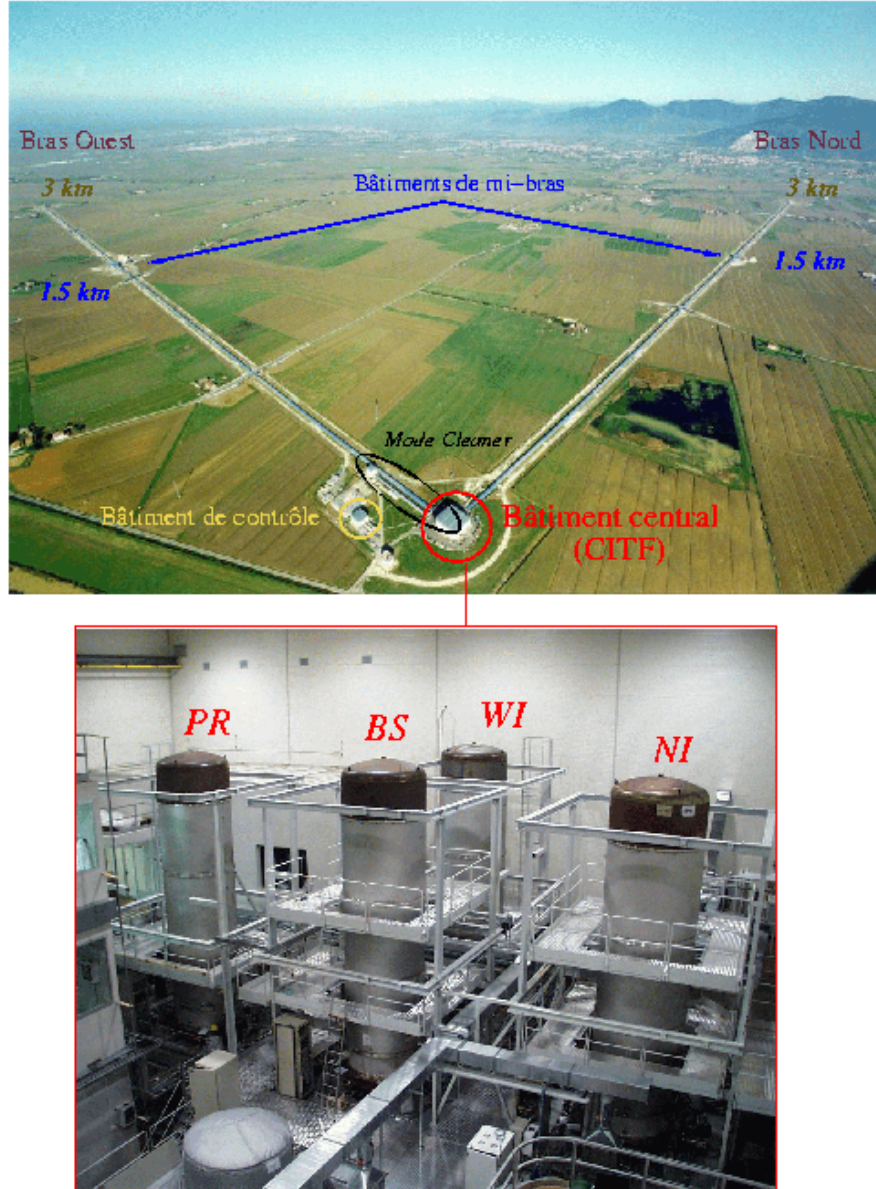 Bras Ouest
Bras Nord
3 km
Bâtiments de mi-bras
3 km
1.5 km
1.5 km
Mode Cleaner
Bâtiment de contrôle
Bâtiment central
(CITF)
PR
BS
WI
NI